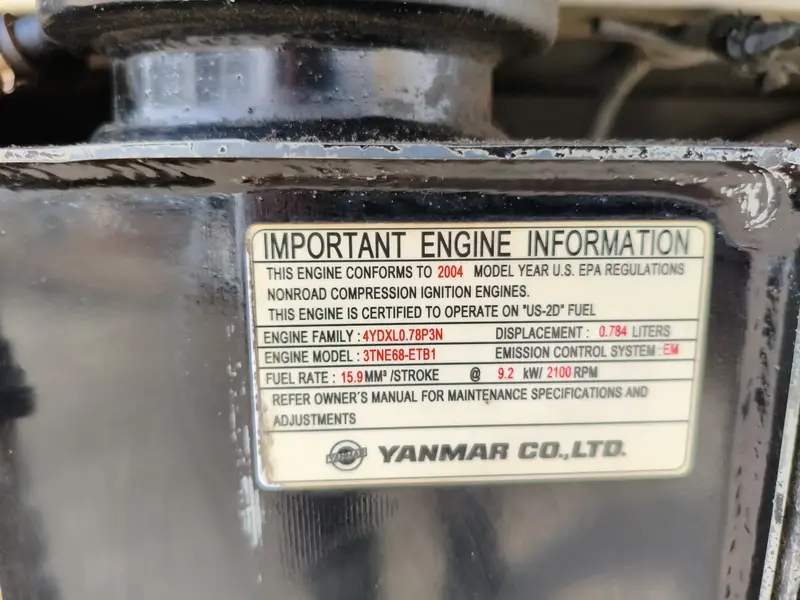 IMPORTANT ENGINE INFORMATION
THIS ENGINE CONFORMS TO 2004 MODEL YEAR U.S. EPA REGULATIONS
NONROAD COMPRESSION IGNITION ENGINES.
THIS ENGINE IS CERTIFIED TO OPERATE ON "US-2D" FUEL
ENGINE FAMILY : 4YDXL0.78P3N DISPLACEMENT : 0.784 LITERS
ENGINE MODEL : 3TNE68-ETB1 EMISSION CONTROL SYSTEM : EM
FUEL RATE : 15.9 MM³ /STROKE @ 9.2 kW/ 2100 RPM
REFER OWNER'S MANUAL FOR MAINTENANCE SPECIFICATIONS AND
ADJUSTMENTS
YANMAR YANMAR CO.,LTD.